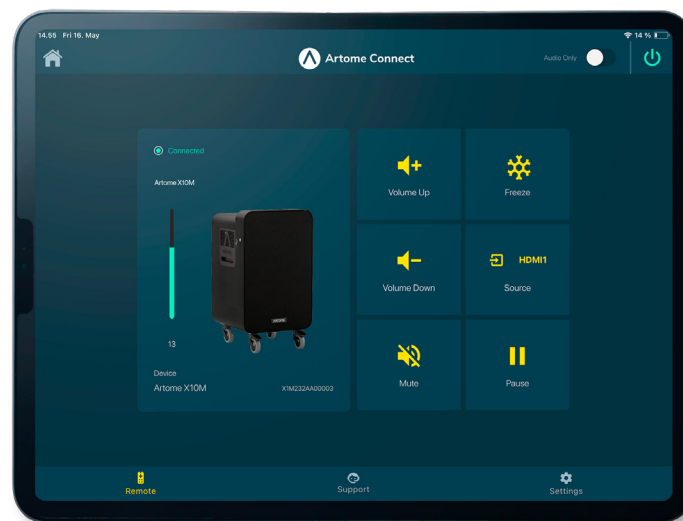 14.55 Fri 16. May
14 %
Artome Connect
Audio Only
Connected
Artome X10M
13
Device
Artome X10M
X1M232AA00003
Volume Up
Freeze
Volume Down
HDMI1
Source
Mute
Pause
Remote
Support
Settings